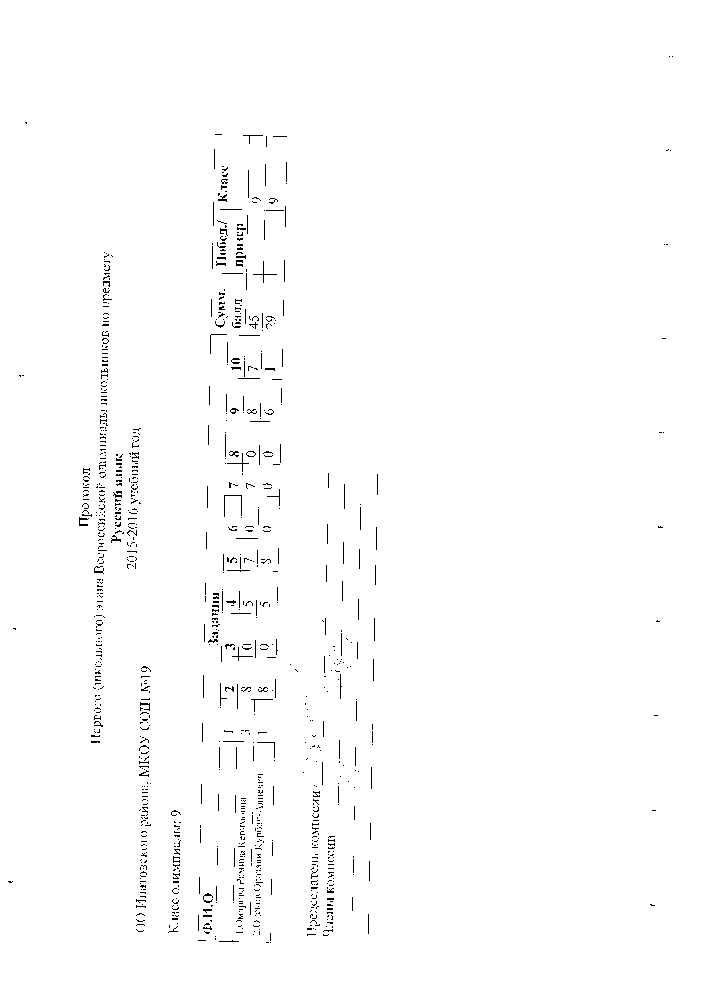 Протокол
Первого (школьного) этапа Всероссийской олимпиады школьников по предмету
Русский язык
2015-2016 учебный год
ОО Ипатовского района, МКОУ СОШ №19
Класс олимпиады: 9
Ф.И.О Задания Сумм. балл Побед./ призер Класс
1 2 3 4 5 6 7 8 9 10
1.Омарова Рамина Керимовна 3 8 0 5 7 0 7 0 8 7 45 9
2.Одеков Оразали Курбан-Алиевич 1 8 0 5 8 0 0 0 6 1 29 9
Председатель комиссии
Члены комиссии